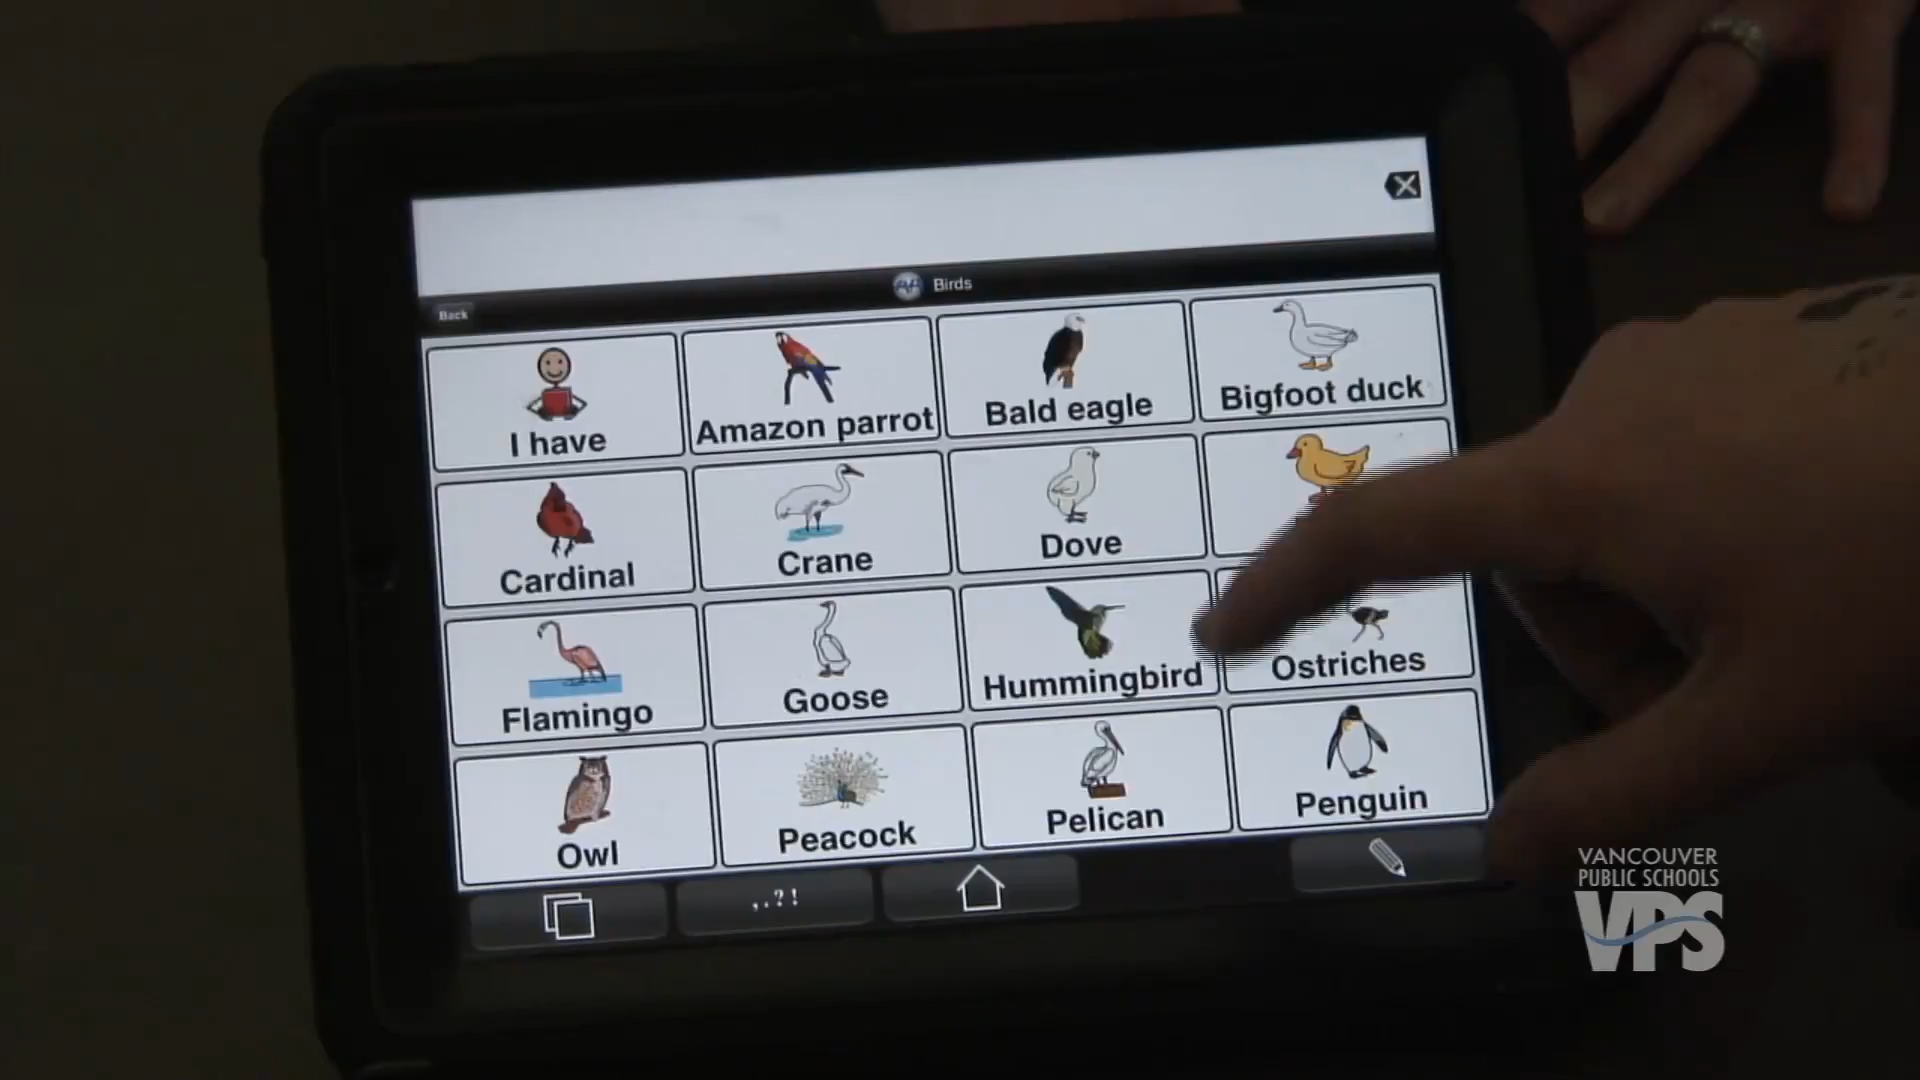 Birds
Back
I have
Amazon parrot
Bald eagle
Bigfoot duck
Cardinal
Crane
Dove
Flamingo
Goose
Hummingbird
Ostriches
Owl
Peacock
Pelican
Penguin
,.?!
VANCOUVER
PUBLIC SCHOOLS
VPS